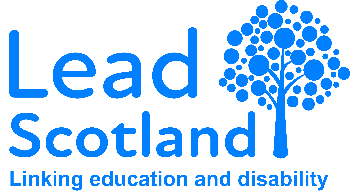 Lead
Scotland
Linking education and disability